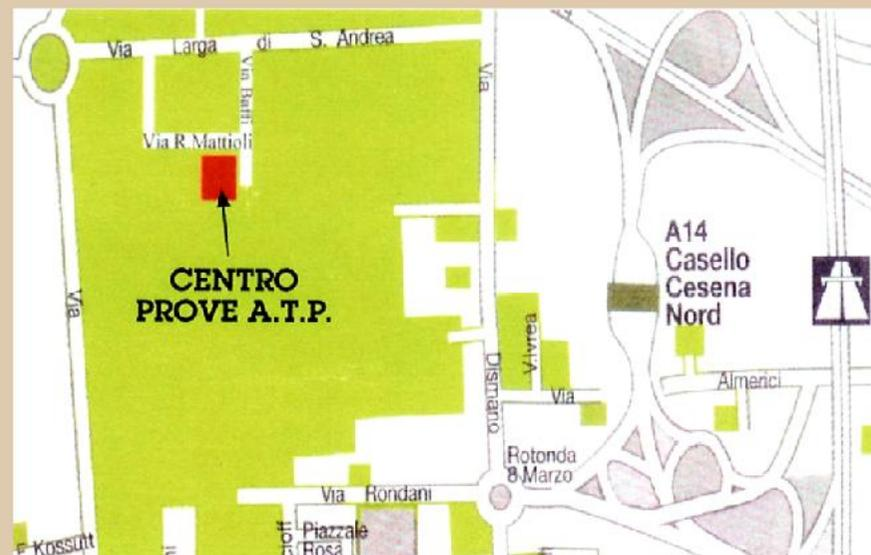 Via Larga di S. Andrea
Via Batti
Via
Via R. Mattioli
CENTRO
PROVE A.T.P.
A14
Casello
Cesena
Nord
Via
V.Ivrea
Dismano
Via
Almerici
Rotonda
8 Marzo
Via Rondani
Piazzale
Rosa
F. Kossutt